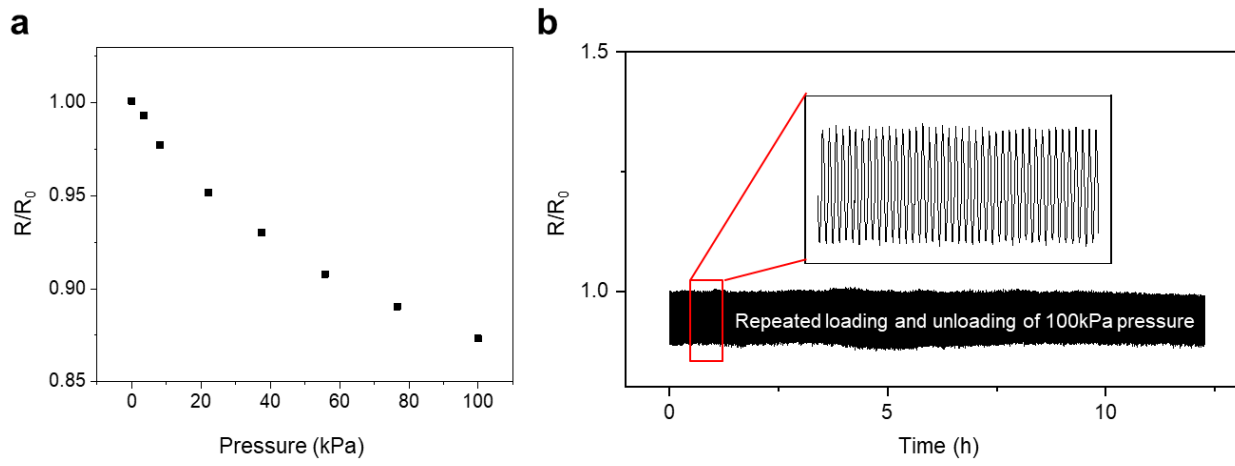 a
1.00
0.95
0.90
0.85
R/R₀
0 20 40 60 80 100
Pressure (kPa)
b
1.5
1.0
R/R₀
Repeated loading and unloading of 100kPa pressure
0 5 10
Time (h)